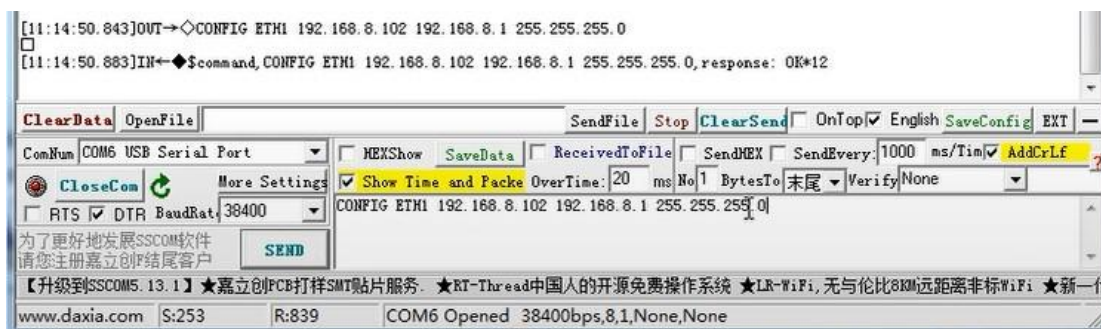 [11:14:50.843]OUT→◇CONFIG ETH1 192.168.8.102 192.168.8.1 255.255.255.0
□
[11:14:50.883]IN←◆$command,CONFIG ETH1 192.168.8.102 192.168.8.1 255.255.255.0,response: OK*12
ClearData OpenFile SendFile Stop ClearSend OnTop English SaveConfig EXT —
ComNum COM6 USB Serial Port HEXShow SaveData ReceivedToFile SendHEX SendEvery: 1000 ms/Tim AddCrLf
CloseCom More Settings Show Time and Packe OverTime: 20 ms No 1 BytesTo 末尾 Verify None
RTS DTR BaudRat: 38400 CONFIG ETH1 192.168.8.102 192.168.8.1 255.255.255.0
为了更好地发展SSCOM软件
请您注册嘉立创F结尾客户
SEND
【升级到SSCOM5.13.1】★嘉立创PCB打样SMT贴片服务. ★RT-Thread中国人的开源免费操作系统 ★LR-WiFi,无与伦比8KM远距离非标WiFi ★新一
www.daxia.com S:253 R:839 COM6 Opened 38400bps,8,1,None,None